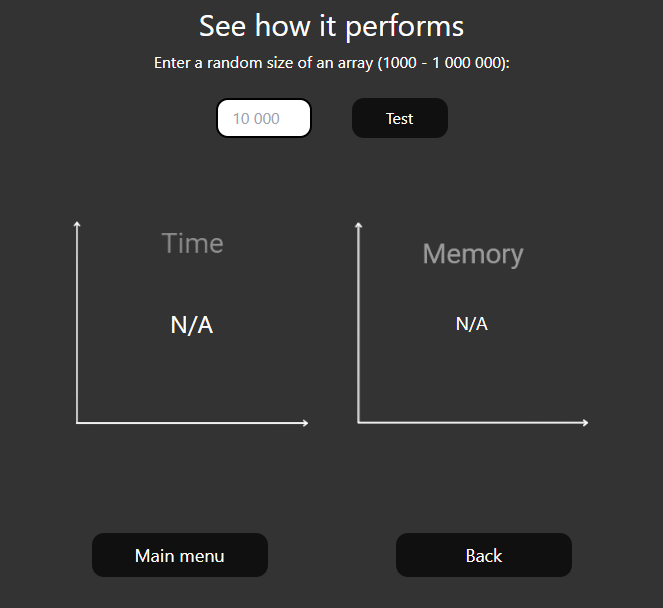 See how it performs
Enter a random size of an array (1000 - 1 000 000):
10 000
Test
Time
Memory
N/A
N/A
Main menu
Back